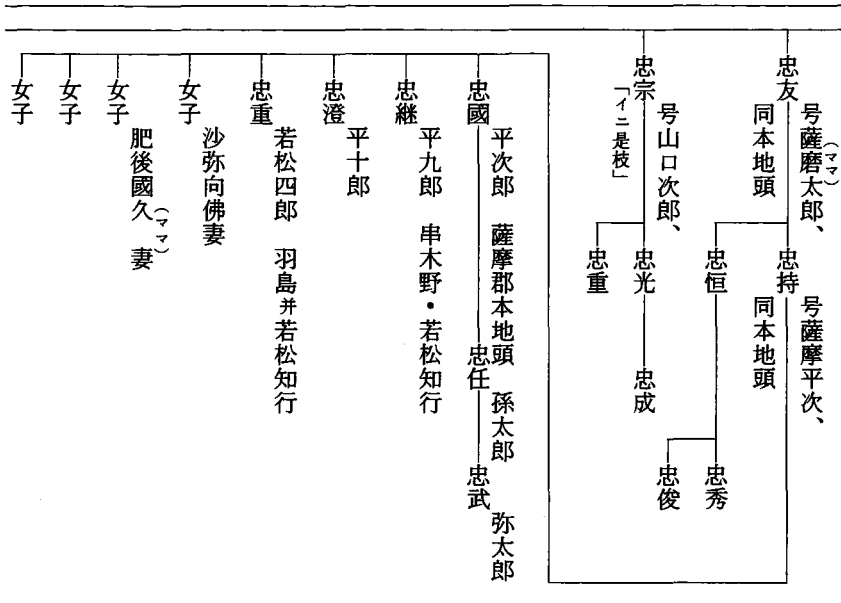 忠友
号薩磨太郎、
(ママ)
同本地頭
忠持
号薩摩平次、
同本地頭
忠恒
忠秀
忠俊
忠宗
号山口次郎、
「イニ是枝」
忠光
忠成
忠重
忠國
平次郎 薩摩郡本地頭
忠任
孫太郎
忠武
弥太郎
忠継
平九郎 串木野・若松知行
忠澄
平十郎
忠重
若松四郎 羽島并若松知行
女子
沙弥向佛妻
女子
肥後國久 妻
(ママ)
女子
女子